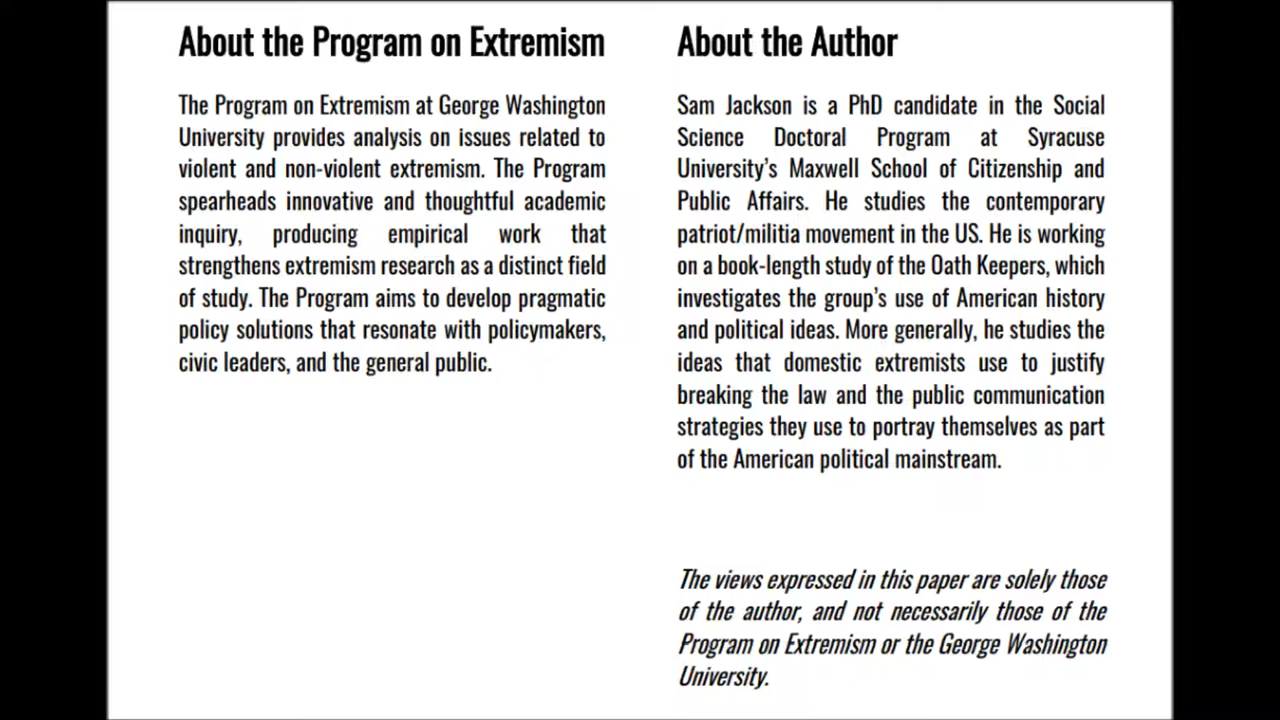 About the Program on Extremism
The Program on Extremism at George Washington
University provides analysis on issues related to
violent and non-violent extremism. The Program
spearheads innovative and thoughtful academic
inquiry, producing empirical work that
strengthens extremism research as a distinct field
of study. The Program aims to develop pragmatic
policy solutions that resonate with policymakers,
civic leaders, and the general public.
About the Author
Sam Jackson is a PhD candidate in the Social
Science Doctoral Program at Syracuse
University's Maxwell School of Citizenship and
Public Affairs. He studies the contemporary
patriot/militia movement in the US. He is working
on a book-length study of the Oath Keepers, which
investigates the group's use of American history
and political ideas. More generally, he studies the
ideas that domestic extremists use to justify
breaking the law and the public communication
strategies they use to portray themselves as part
of the American political mainstream.
The views expressed in this paper are solely those
of the author, and not necessarily those of the
Program on Extremism or the George Washington
University.